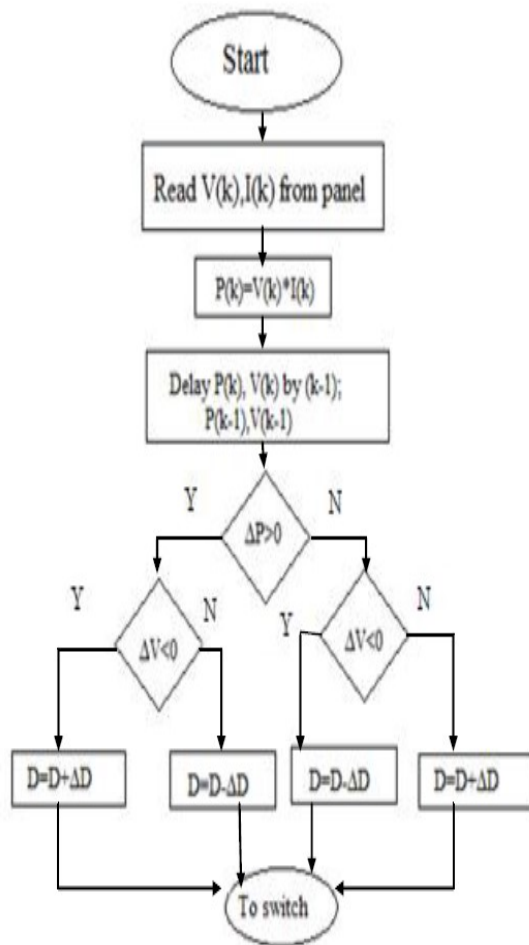 Start
Read V(k),I(k) from panel
P(k)=V(k)*I(k)
Delay P(k), V(k) by (k-1);
P(k-1),V(k-1)
Y
N
ΔP>0
Y
N
Y
N
ΔV<0
ΔV<0
D=D+ΔD
D=D-ΔD
D=D-ΔD
D=D+ΔD
To switch